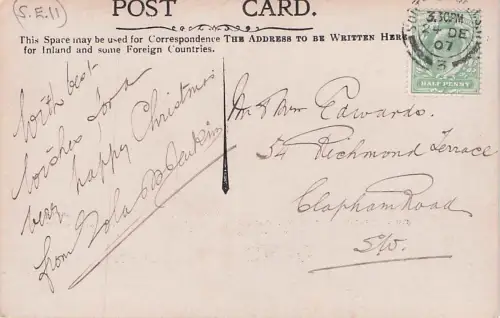 S.E.11
POST CARD.
This Space may be used for Correspondence
for Inland and some Foreign Countries.
THE ADDRESS TO BE WRITTEN HERE
3.30PM
DE
07
3
HALF PENNY
With best
wishes for a
very happy Christmas
from
Mr & Mrs Edwards.
54 Richmond Terrace
Clapham Road
S.W.